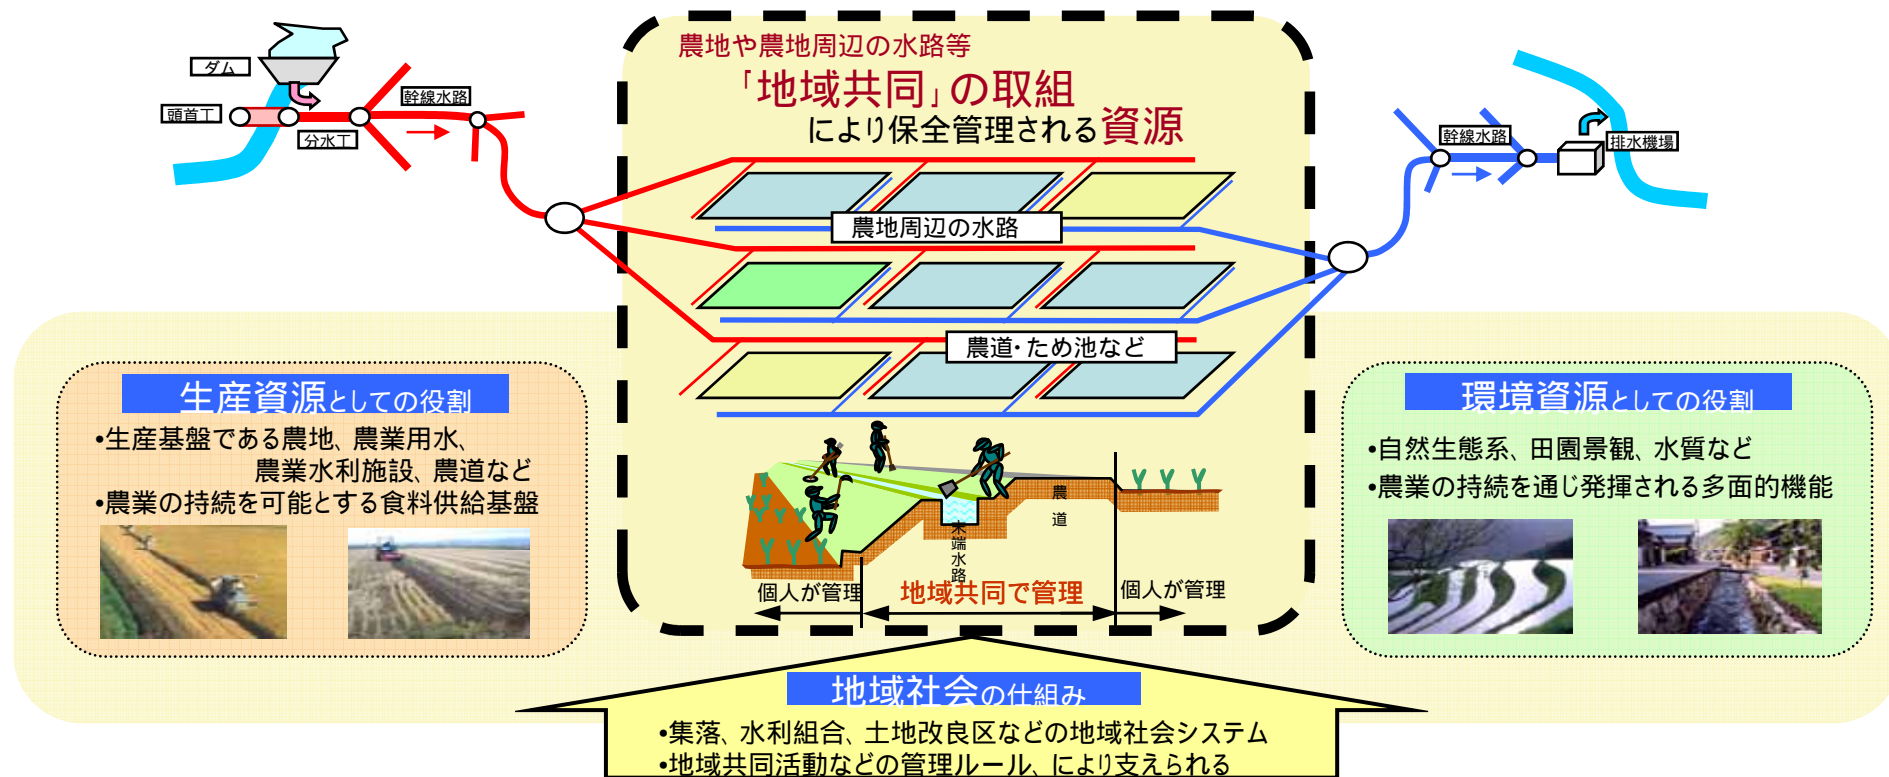 農地や農地周辺の水路等
「地域共同」の取組
により保全管理される資源
ダム
頭首工
分水工
幹線水路
幹線水路
排水機場
農地周辺の水路
農道・ため池など
生産資源としての役割
•生産基盤である農地、農業用水、
農業水利施設、農道など
•農業の持続を可能とする食料供給基盤
環境資源としての役割
•自然生態系、田園景観、水質など
•農業の持続を通じ発揮される多面的機能
農道
末端水路
個人が管理
地域共同で管理
個人が管理
地域社会の仕組み
•集落、水利組合、土地改良区などの地域社会システム
•地域共同活動などの管理ルール、により支えられる